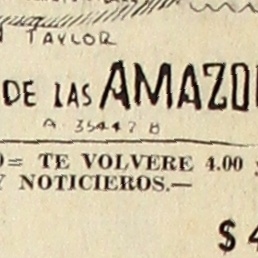 TAYLOR
DE LAS AMAZO
A 35447 B
= TE VOLVERE 4.00
Y NOTICIEROS.—
$4